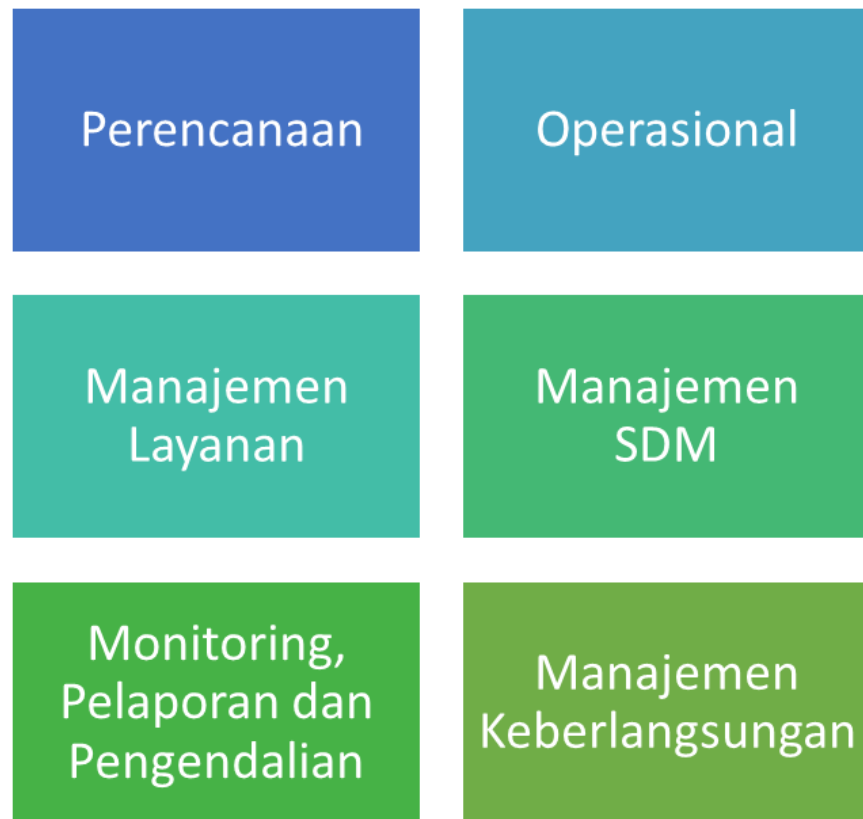 Perencanaan
Operasional
Manajemen
Layanan
Manajemen
SDM
Monitoring,
Pelaporan dan
Pengendalian
Manajemen
Keberlangsungan